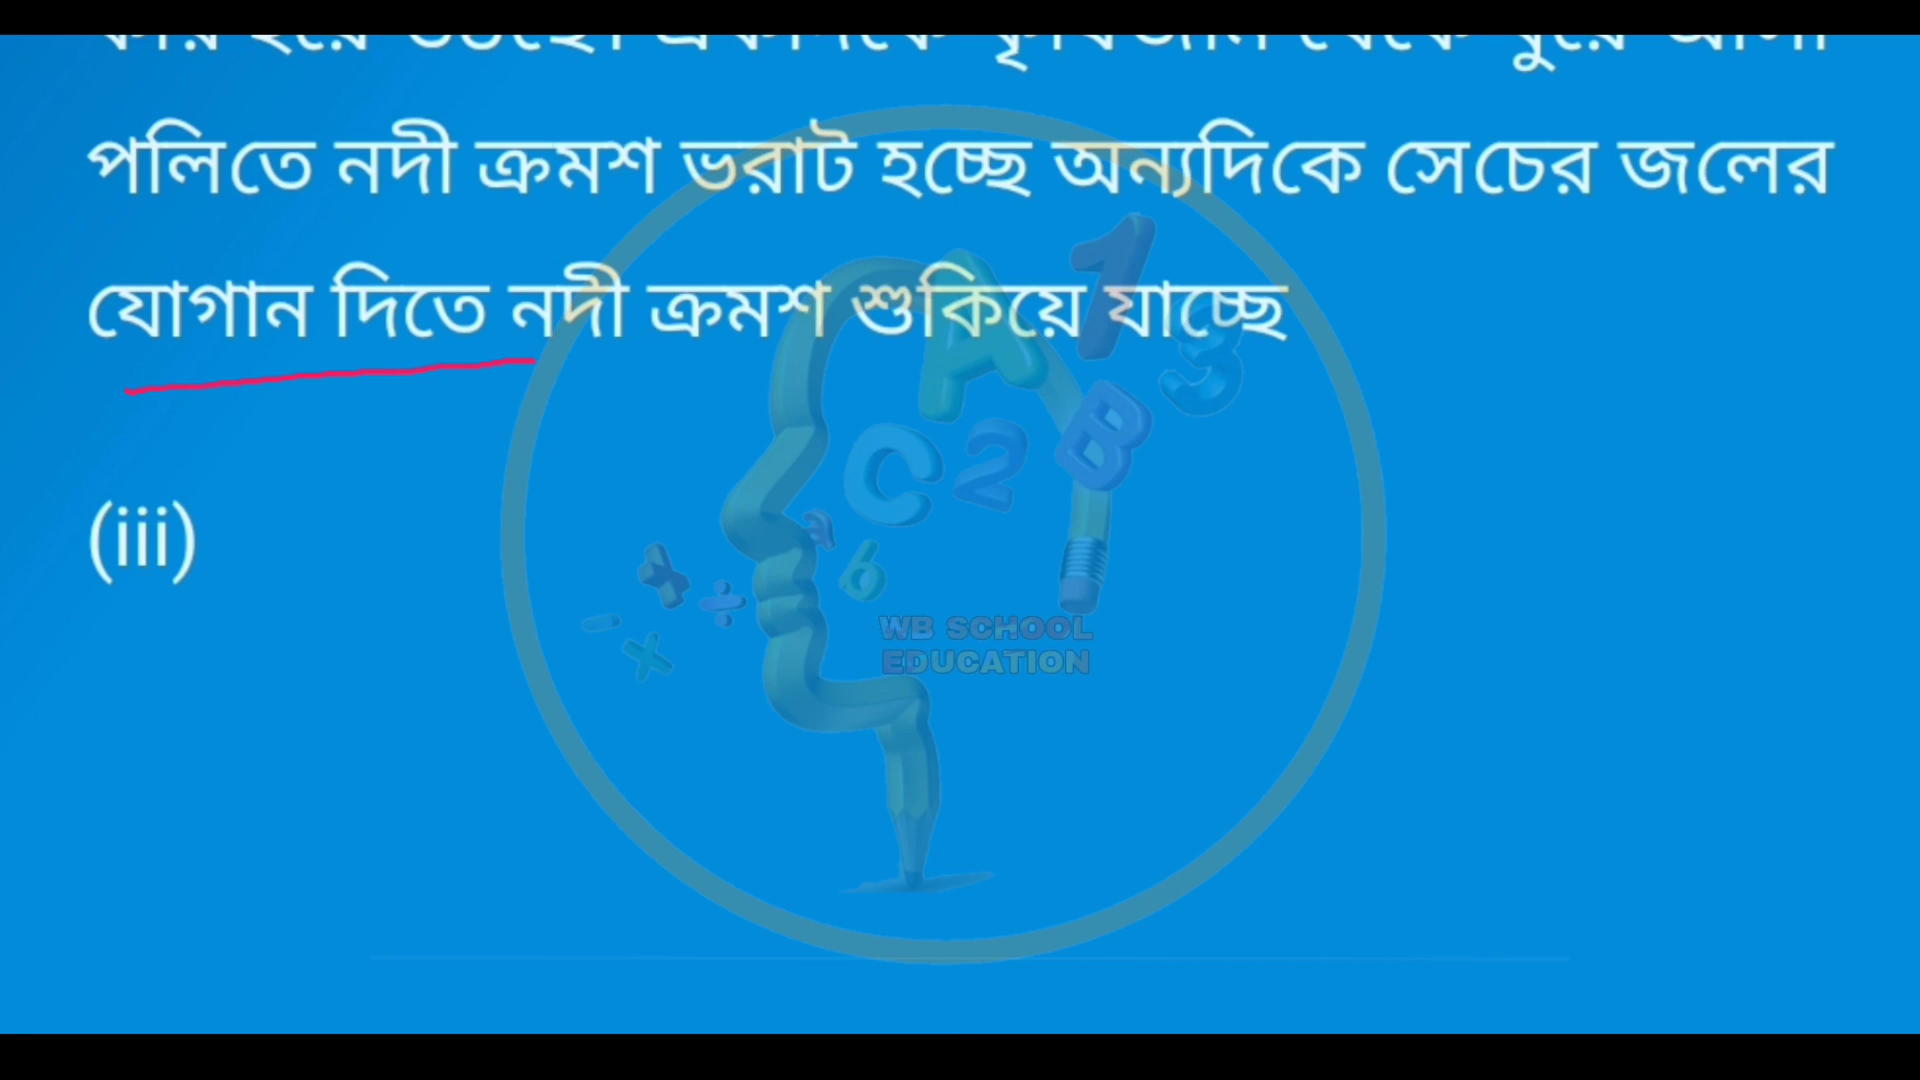 পলিতে নদী ক্রমশ ভরাট হচ্ছে অন্যদিকে সেচের জলের
যোগান দিতে নদী ক্রমশ শুকিয়ে যাচ্ছে
(iii)
WB SCHOOL
EDUCATION